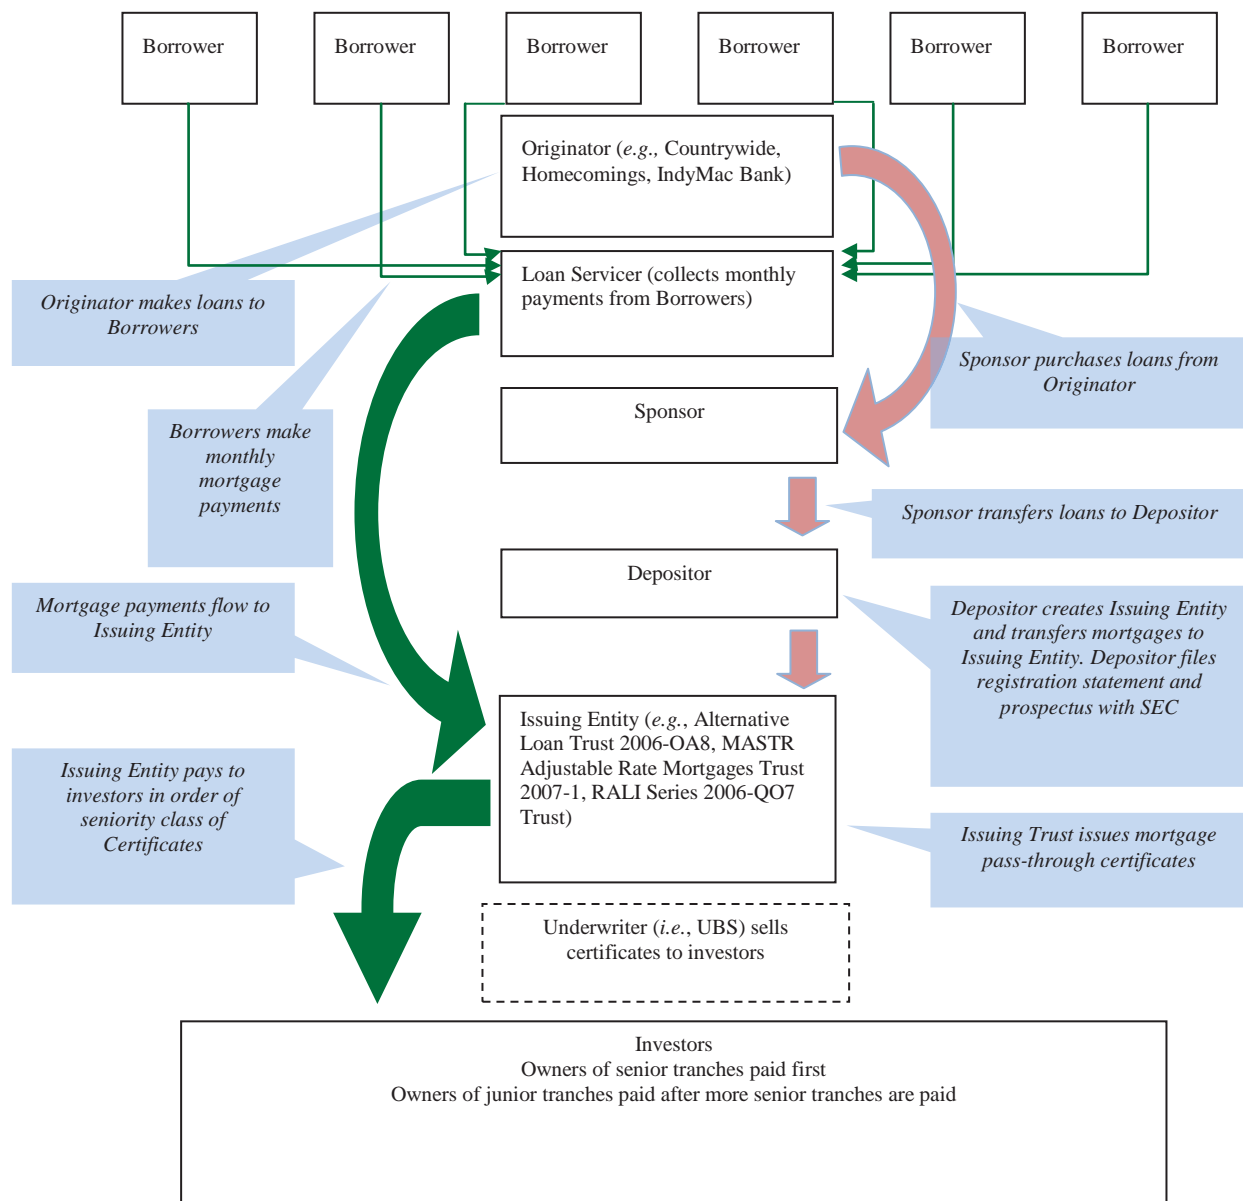 Borrower
Borrower
Borrower
Borrower
Borrower
Borrower
Originator (e.g., Countrywide,
Homecomings, IndyMac Bank)
Loan Servicer (collects monthly
payments from Borrowers)
Originator makes loans to
Borrowers
Sponsor purchases loans from
Originator
Sponsor
Borrowers make
monthly
mortgage
payments
Sponsor transfers loans to Depositor
Depositor
Mortgage payments flow to
Issuing Entity
Depositor creates Issuing Entity
and transfers mortgages to
Issuing Entity. Depositor files
registration statement and
prospectus with SEC
Issuing Entity (e.g., Alternative
Loan Trust 2006-OA8, MASTR
Adjustable Rate Mortgages Trust
2007-1, RALI Series 2006-QO7
Trust)
Issuing Entity pays to
investors in order of
seniority class of
Certificates
Issuing Trust issues mortgage
pass-through certificates
Underwriter (i.e., UBS) sells
certificates to investors
Investors
Owners of senior tranches paid first
Owners of junior tranches paid after more senior tranches are paid